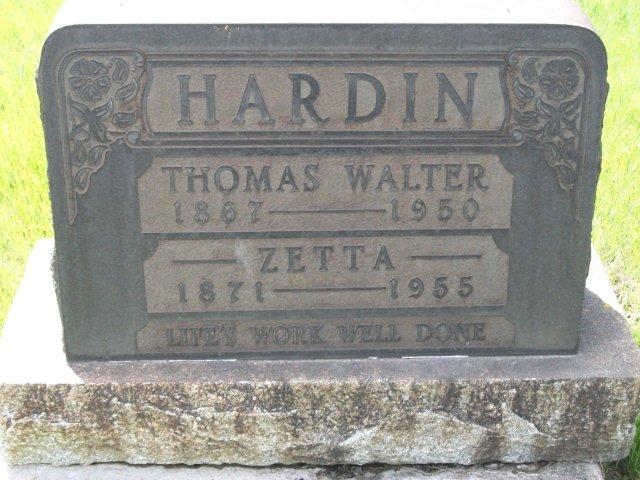 HARDIN
THOMAS WALTER
1867 — 1950
— ZETTA —
1871 — 1955
LIFE'S WORK WELL DONE